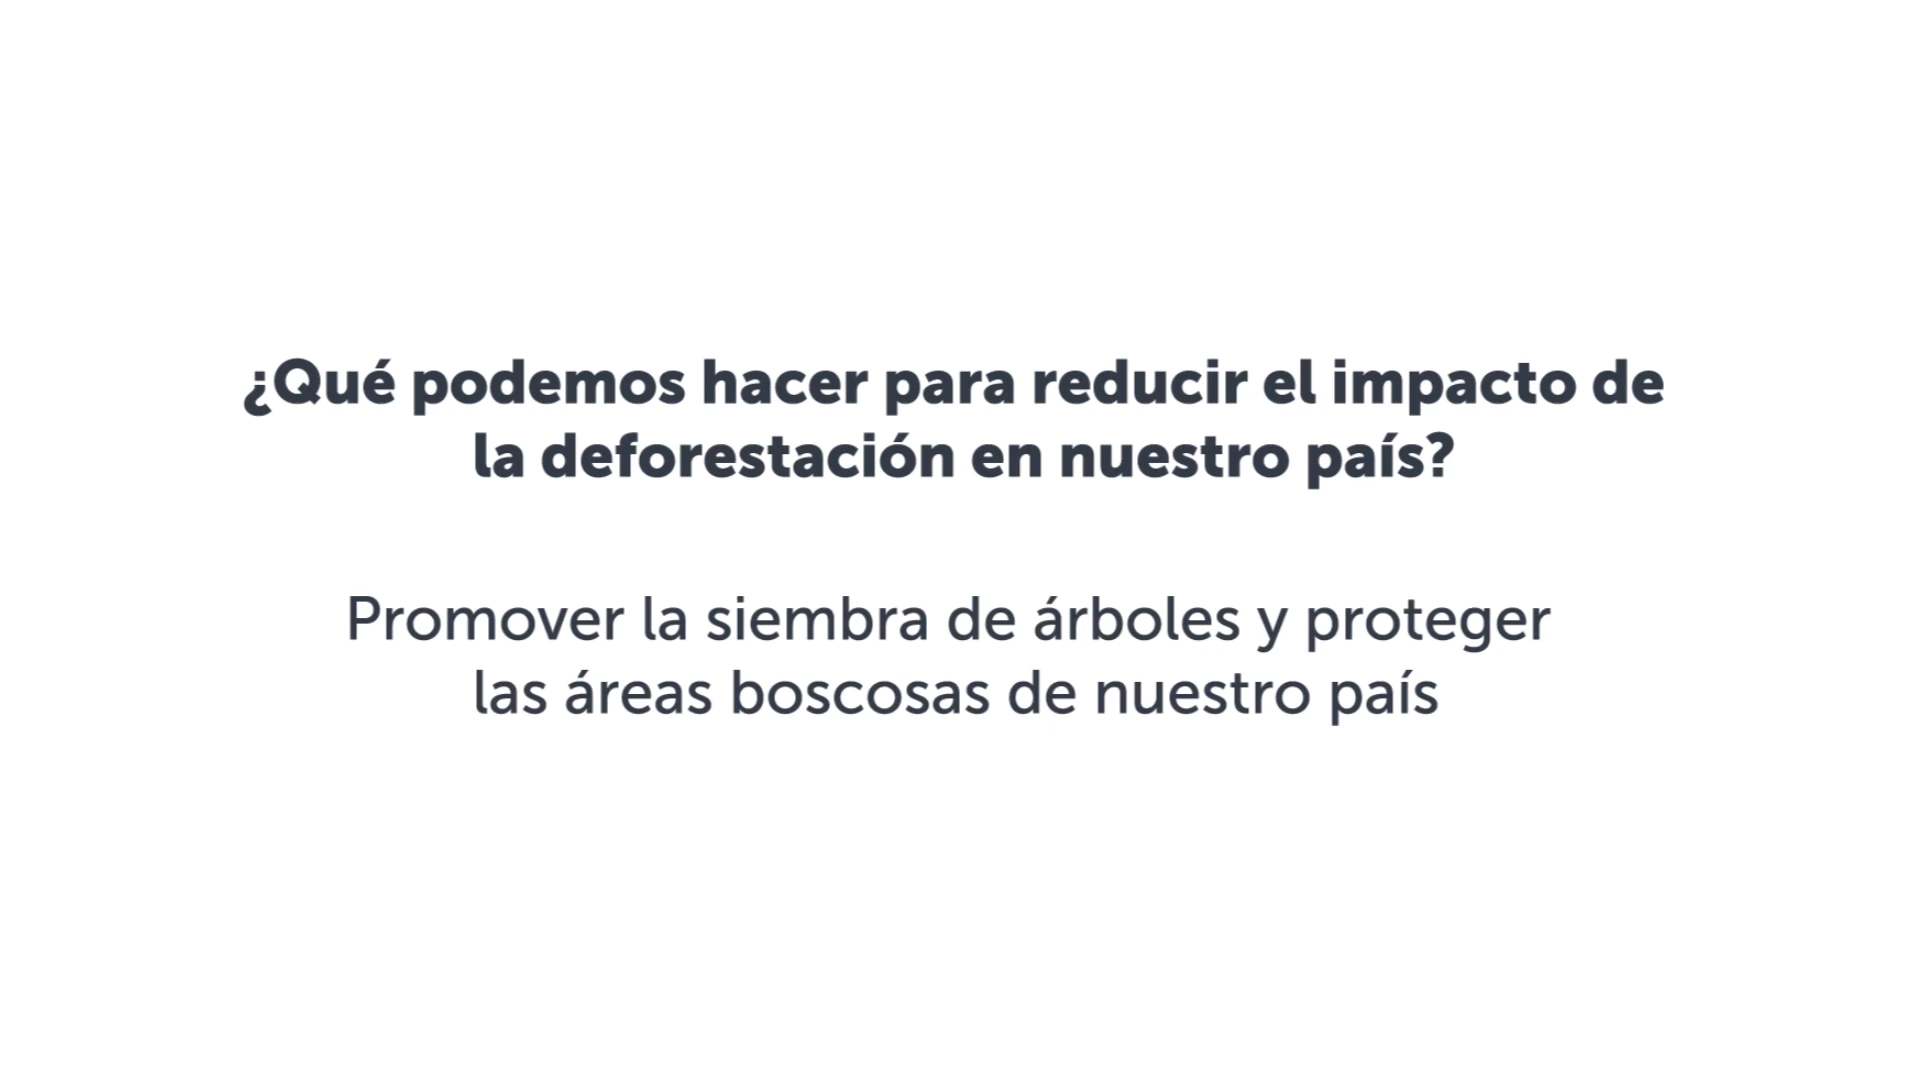 ¿Qué podemos hacer para reducir el impacto de
la deforestación en nuestro país?
Promover la siembra de árboles y proteger
las áreas boscosas de nuestro país